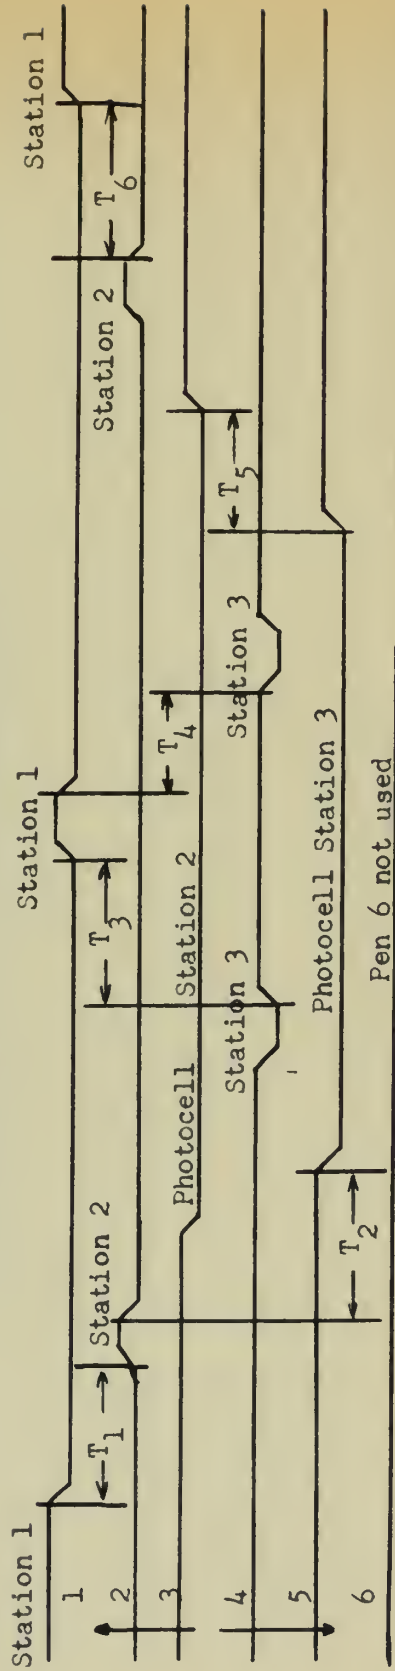 Station 1
Station 1
Station 1
1
T1
Station 2
T3
Station 2
T6
2
Photocell Station 2
T4
3
Station 3
Station 3
T5
4
Photocell Station 3
5
T2
6
Pen 6 not used